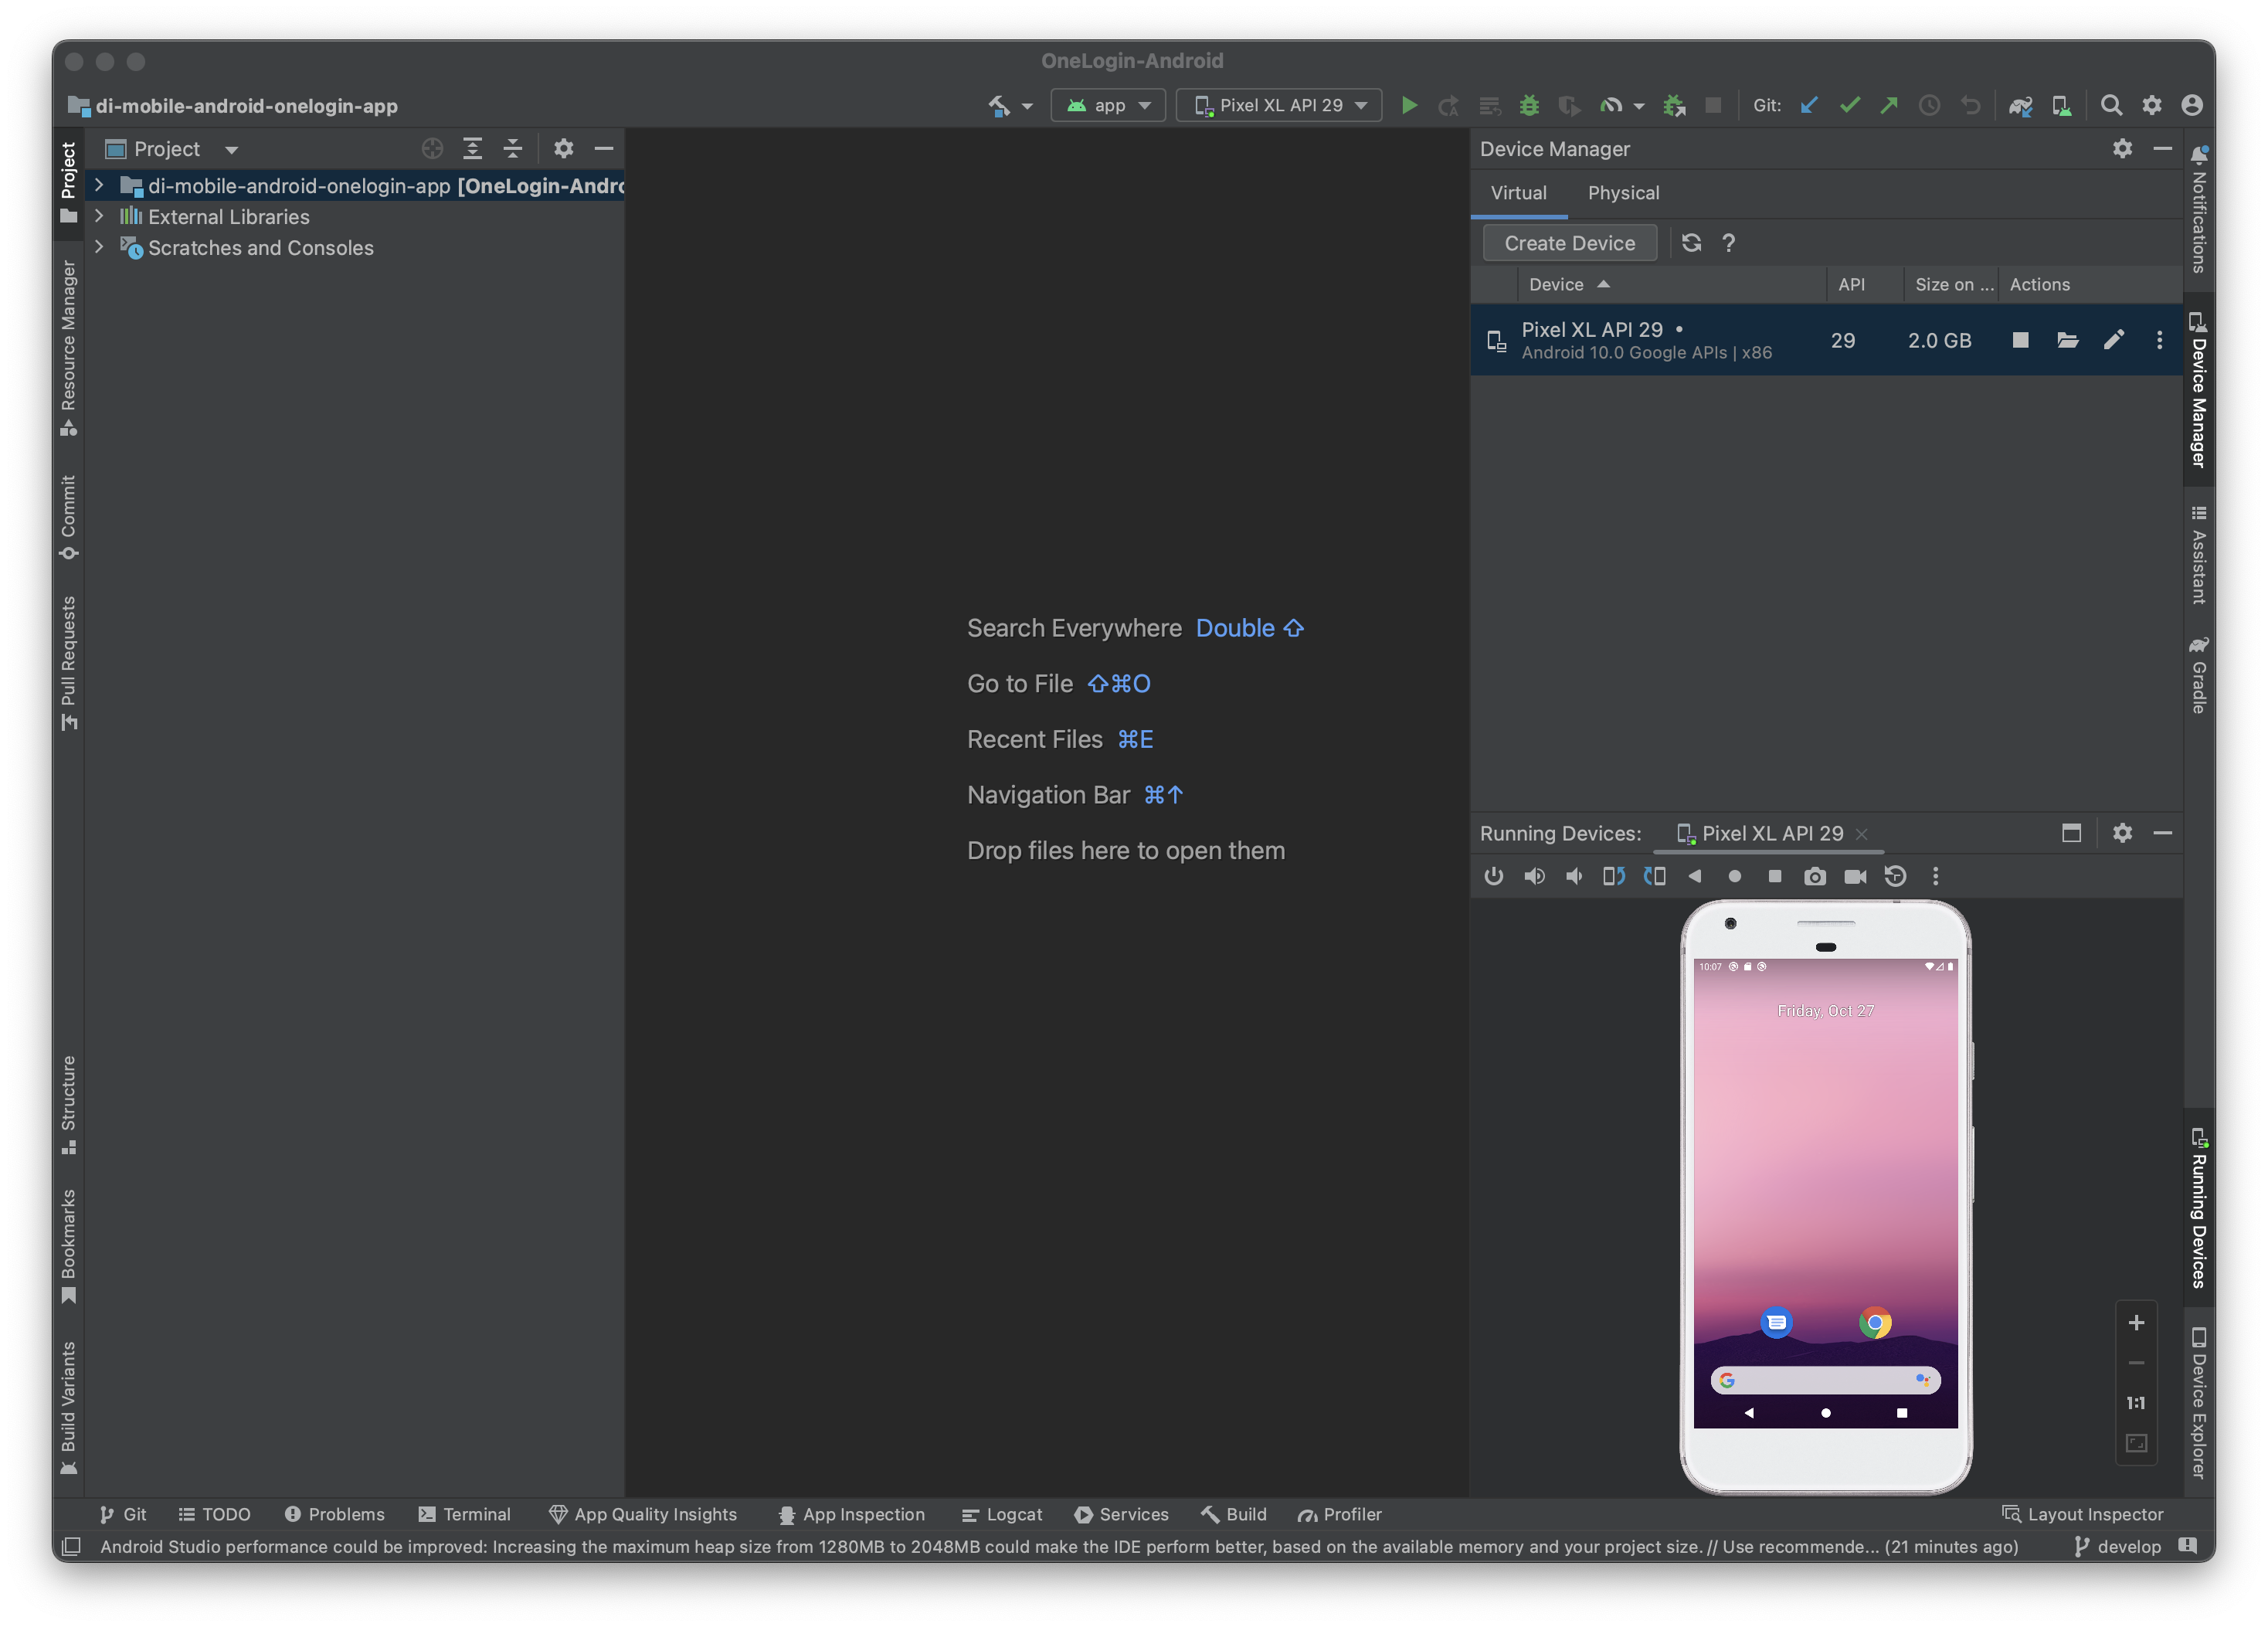 OneLogin-Android
di-mobile-android-onelogin-app
app
Pixel XL API 29
Git:
Project
Project
di-mobile-android-onelogin-app [OneLogin-Andro
External Libraries
Scratches and Consoles
Resource Manager
Commit
Pull Requests
Structure
Bookmarks
Build Variants
Search Everywhere Double ⇧
Go to File ⇧⌘O
Recent Files ⌘E
Navigation Bar ⌘↑
Drop files here to open them
Device Manager
Virtual Physical
Create Device ?
Device API Size on ... Actions
Pixel XL API 29 •
Android 10.0 Google APIs | x86
29 2.0 GB
Running Devices: Pixel XL API 29
10:07
Friday, Oct 27
1:1
Notifications
Device Manager
Assistant
Gradle
Running Devices
Device Explorer
Git TODO Problems Terminal App Quality Insights App Inspection Logcat Services Build Profiler Layout Inspector
Android Studio performance could be improved: Increasing the maximum heap size from 1280MB to 2048MB could make the IDE perform better, based on the available memory and your project size. // Use recommende... (21 minutes ago) develop